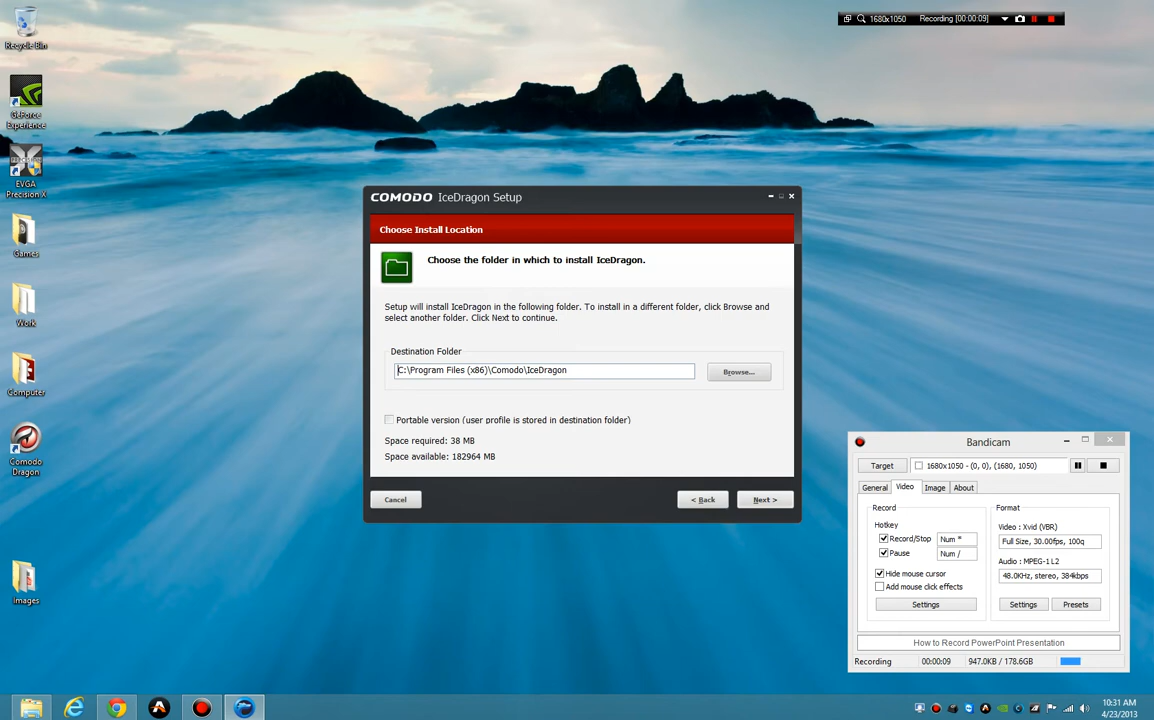 Recycle Bin
GeForce
Experience
EVGA
Precision X
Games
Work
Computer
Comodo
Dragon
Images
1680x1050 Recording [00:00:09]
COMODO IceDragon Setup
Choose Install Location
Choose the folder in which to install IceDragon.
Setup will install IceDragon in the following folder. To install in a different folder, click Browse and
select another folder. Click Next to continue.
Destination Folder
C:\Program Files (x86)\Comodo\IceDragon
Browse...
Portable version (user profile is stored in destination folder)
Space required: 38 MB
Space available: 182964 MB
Cancel
< Back
Next >
Bandicam
Target
1680x1050 - (0, 0), (1680, 1050)
General Video Image About
Record
Hotkey
Record/Stop Num *
Pause Num /
Hide mouse cursor
Add mouse click effects
Settings
Format
Video : Xvid (VBR)
Full Size, 30.00fps, 100q
Audio : MPEG-1 L2
48.0KHz, stereo, 384kbps
Settings Presets
How to Record PowerPoint Presentation
Recording 00:00:09 947.0KB / 178.6GB
10:31 AM
4/23/2013